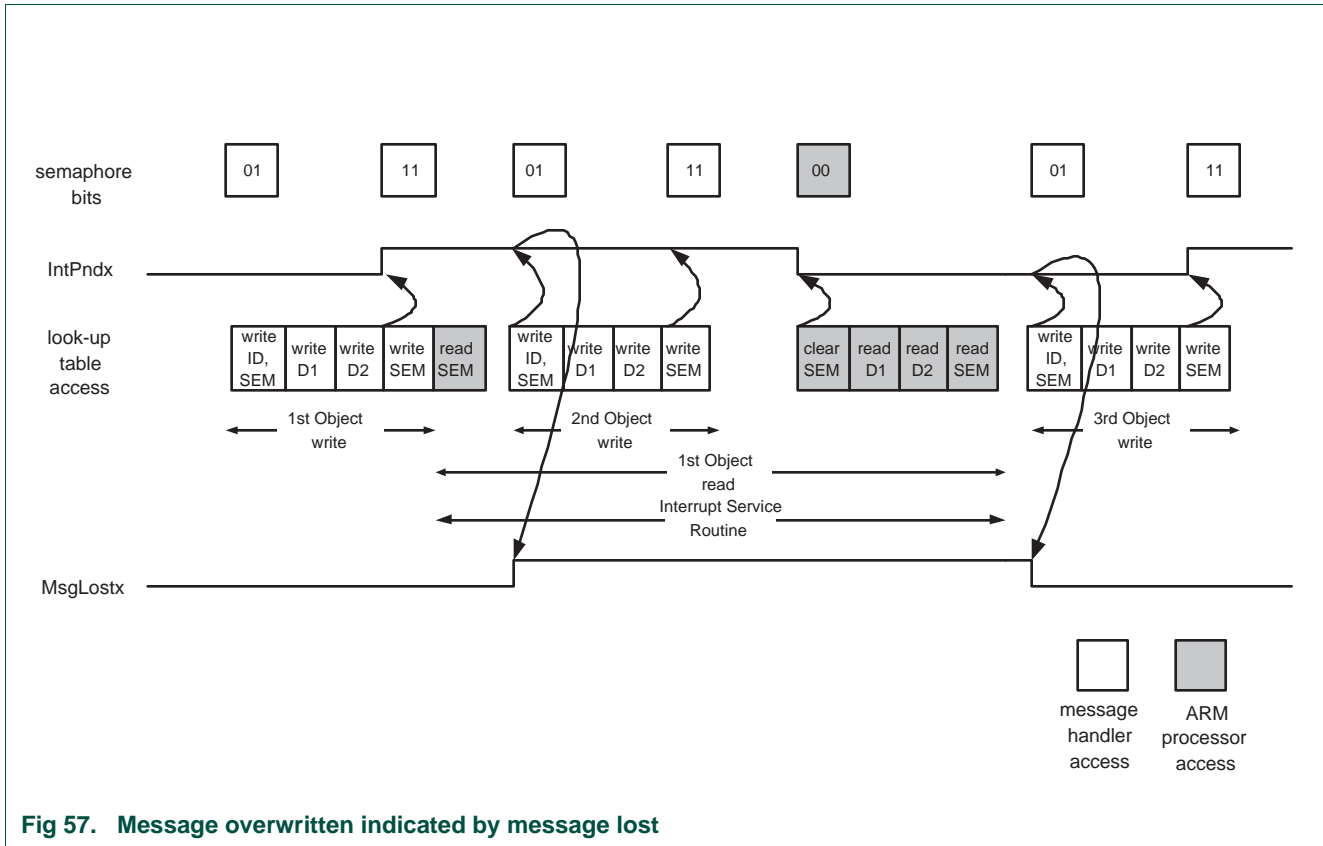 semaphore
bits
01
11
01
11
00
01
11
IntPndx
look-up
table
access
write
ID,
SEM
write
D1
write
D2
write
SEM
read
SEM
write
ID,
SEM
write
D1
write
D2
write
SEM
clear
SEM
read
D1
read
D2
read
SEM
write
ID,
SEM
write
D1
write
D2
write
SEM
1st Object
write
2nd Object
write
3rd Object
write
1st Object
read
Interrupt Service
Routine
MsgLostx
message
handler
access
ARM
processor
access
Fig 57. Message overwritten indicated by message lost